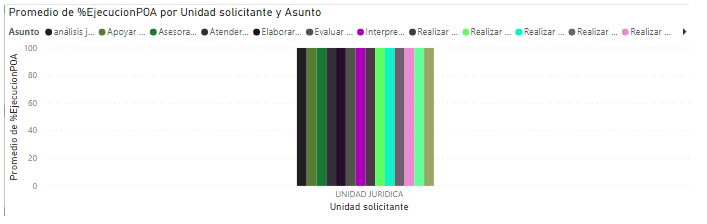 Promedio de %EjecucionPOA por Unidad solicitante y Asunto
Asunto análisis j... Apoyar ... Asesora... Atender... Elaborar... Evaluar ... Interpre... Realizar ... Realizar ... Realizar ... Realizar ... Realizar ...
Promedio de %EjecucionPOA
100
80
60
40
20
0
UNIDAD JURIDICA
Unidad solicitante